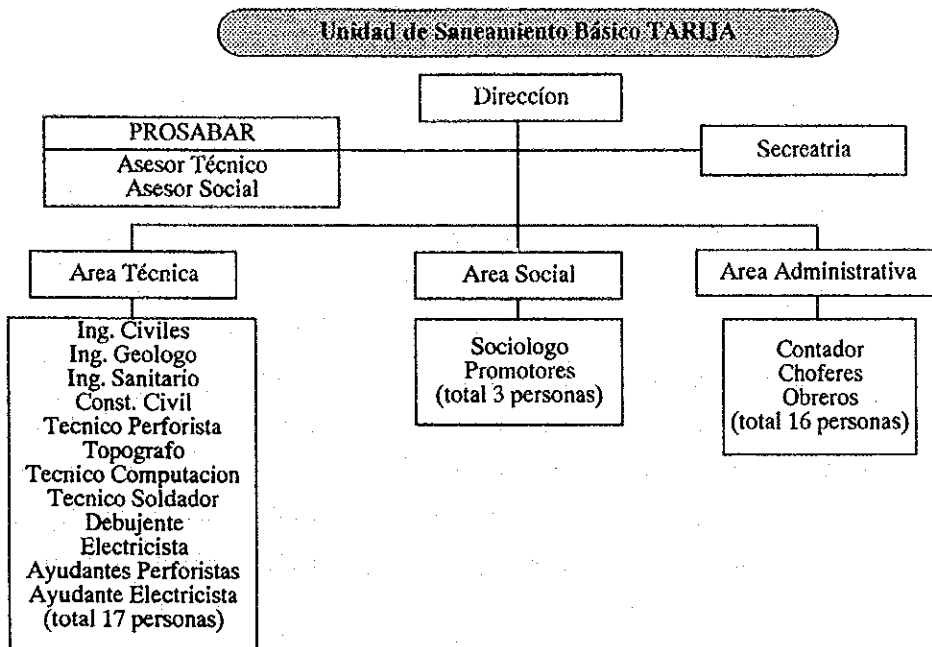 Unidad de Saneamiento Básico TARIJA
Direccíon
PROSABAR
Asesor Técnico
Asesor Social
Secreatria
Area Técnica
Ing. Civiles
Ing. Geologo
Ing. Sanitario
Const. Civil
Tecnico Perforista
Topografo
Tecnico Computacion
Tecnico Soldador
Debujente
Electricista
Ayudantes Perforistas
Ayudante Electricista
(total 17 personas)
Area Social
Sociologo
Promotores
(total 3 personas)
Area Administrativa
Contador
Choferes
Obreros
(total 16 personas)